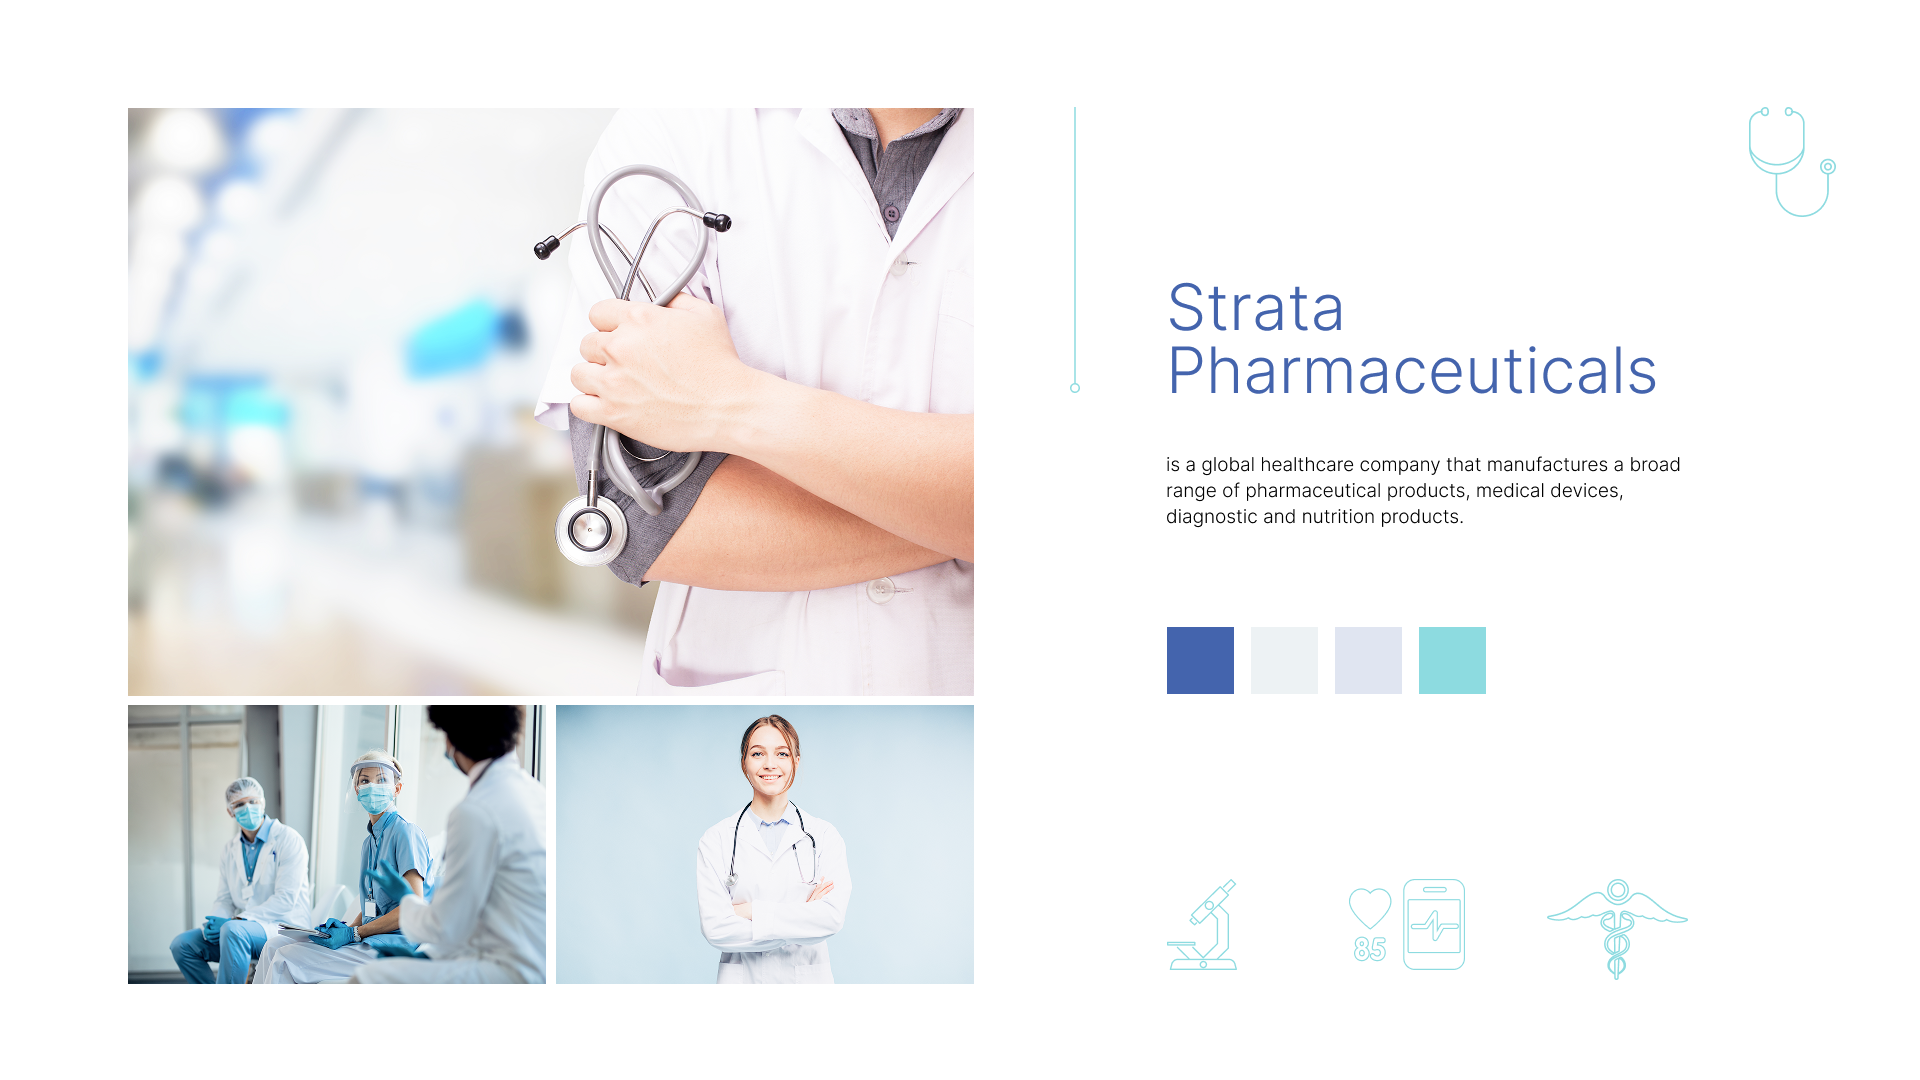 Strata
Pharmaceuticals
is a global healthcare company that manufactures a broad
range of pharmaceutical products, medical devices,
diagnostic and nutrition products.
85